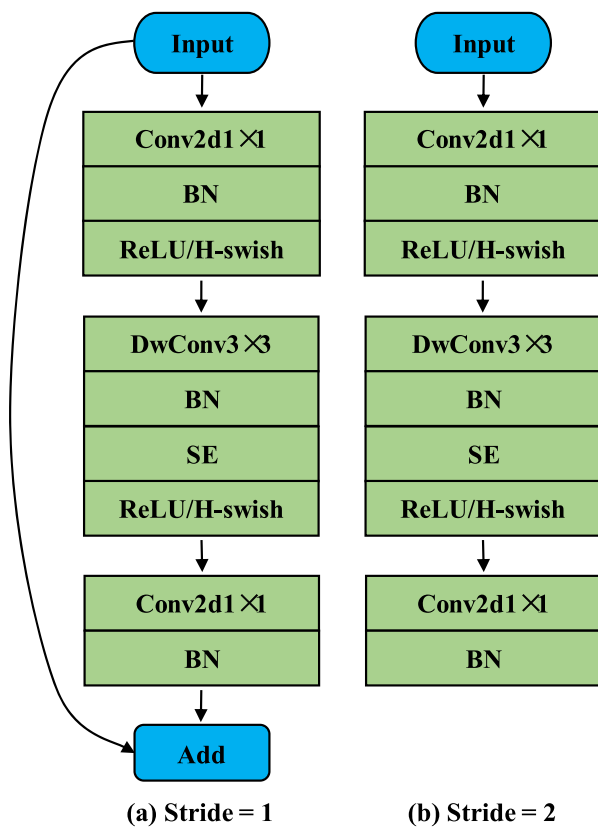 Input
Conv2d1×1
BN
ReLU/H-swish
DwConv3×3
BN
SE
ReLU/H-swish
Conv2d1×1
BN
Add
(a) Stride = 1
Input
Conv2d1×1
BN
ReLU/H-swish
DwConv3×3
BN
SE
ReLU/H-swish
Conv2d1×1
BN
(b) Stride = 2